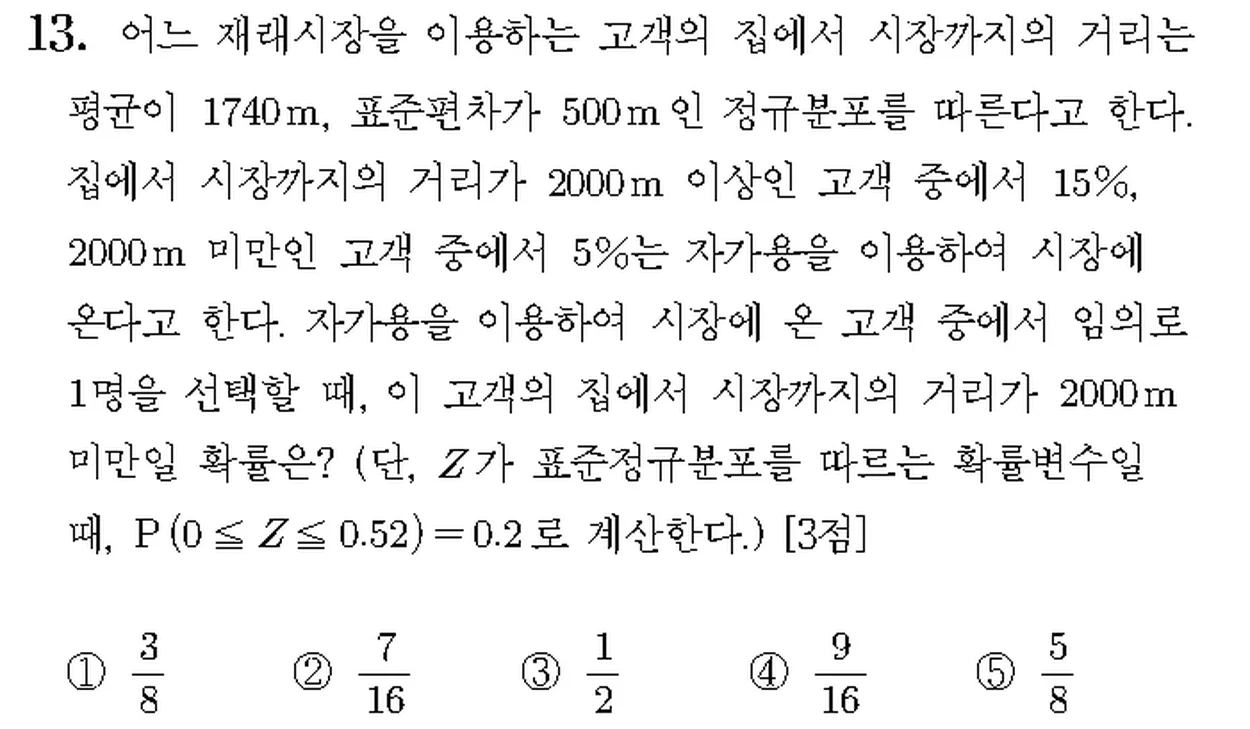 13. 어느 재래시장을 이용하는 고객의 집에서 시장까지의 거리는
평균이 1740m, 표준편차가 500m인 정규분포를 따른다고 한다.
집에서 시장까지의 거리가 2000m 이상인 고객 중에서 15%,
2000m 미만인 고객 중에서 5%는 자가용을 이용하여 시장에
온다고 한다. 자가용을 이용하여 시장에 온 고객 중에서 임의로
1명을 선택할 때, 이 고객의 집에서 시장까지의 거리가 2000m
미만일 확률은? (단, Z가 표준정규분포를 따르는 확률변수일
때, P(0≦Z≦0.52)=0.2로 계산한다.) [3점]
① 3/8 ② 7/16 ③ 1/2 ④ 9/16 ⑤ 5/8